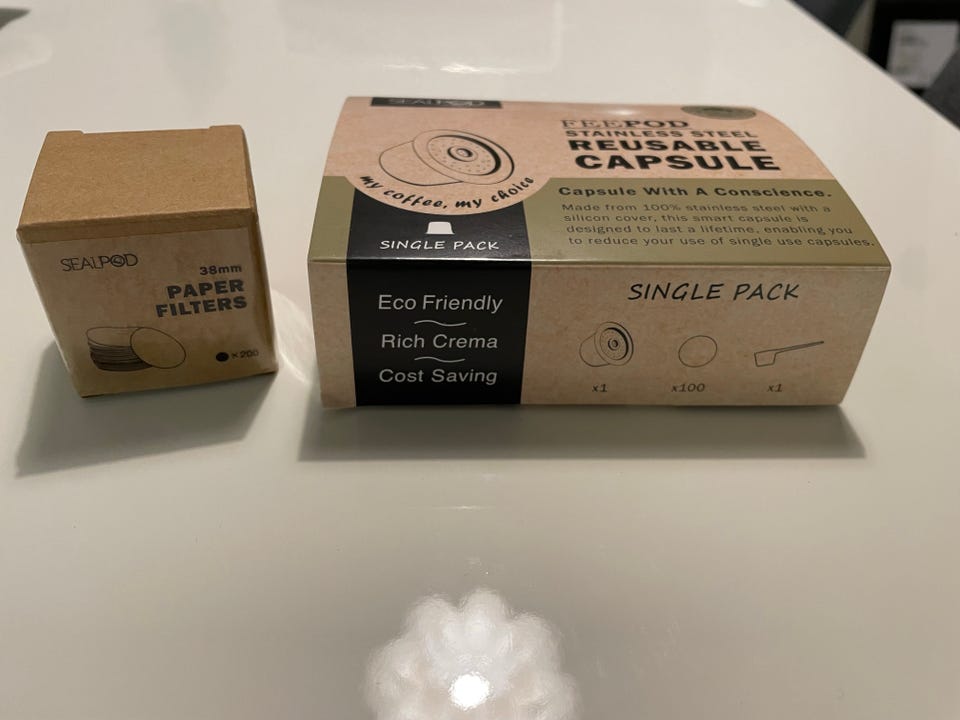 SEALPOD
38mm
PAPER
FILTERS
×200
SEALPOD
my coffee, my choice
SINGLE PACK
FEEPOD
STAINLESS STEEL
REUSABLE
CAPSULE
Capsule With A Conscience.
Made from 100% stainless steel with a
silicon cover, this smart capsule is
designed to last a lifetime, enabling you
to reduce your use of single use capsules.
Eco Friendly
Rich Crema
Cost Saving
SINGLE PACK
x1
x100
x1